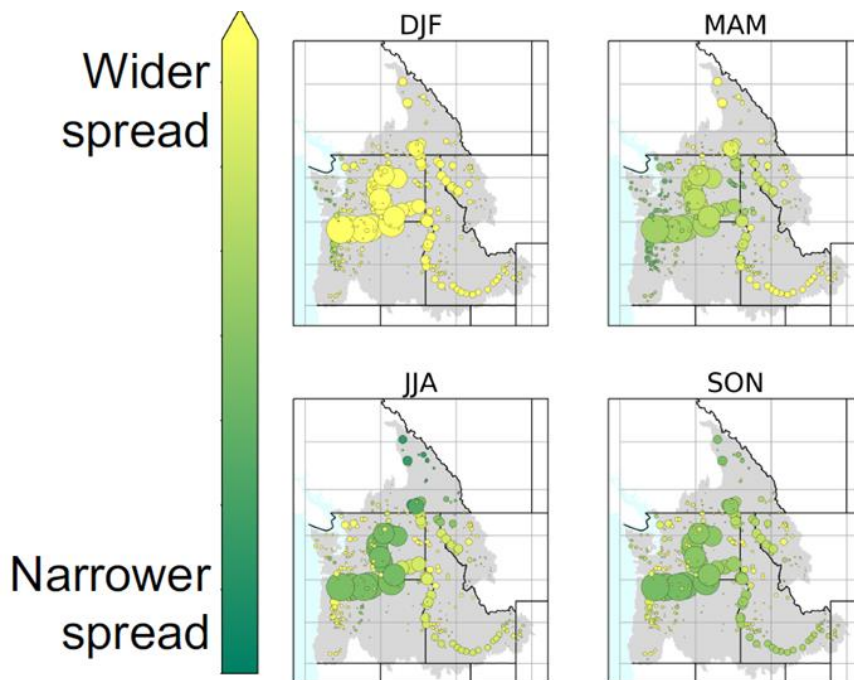 Wider
spread
Narrower
spread
DJF
MAM
JJA
SON